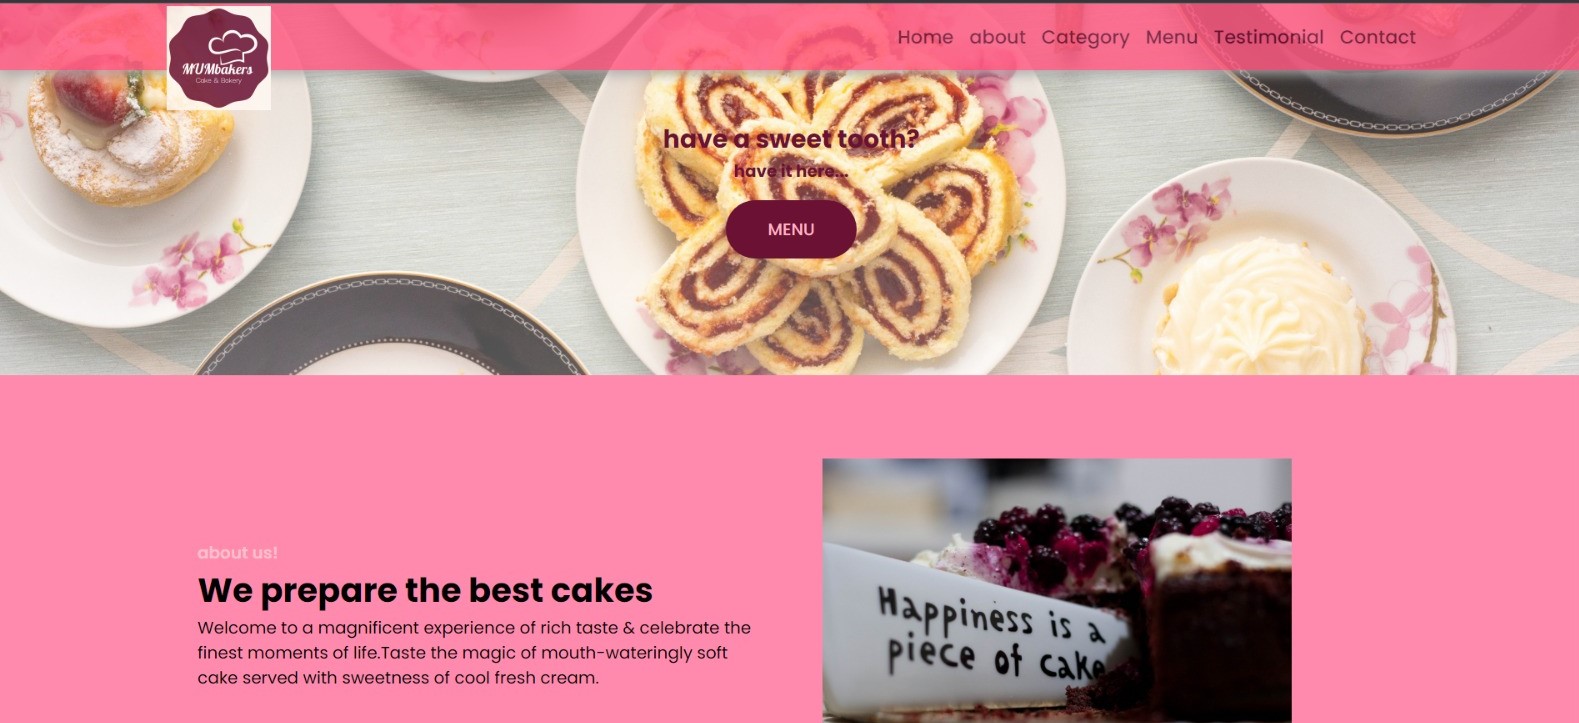 MUMbakers
Cake & Bakery
Home about Category Menu Testimonial Contact
have a sweet tooth?
have it here...
MENU
about us!
We prepare the best cakes
Welcome to a magnificent experience of rich taste & celebrate the
finest moments of life.Taste the magic of mouth-wateringly soft
cake served with sweetness of cool fresh cream.
Happiness is a
piece of cake